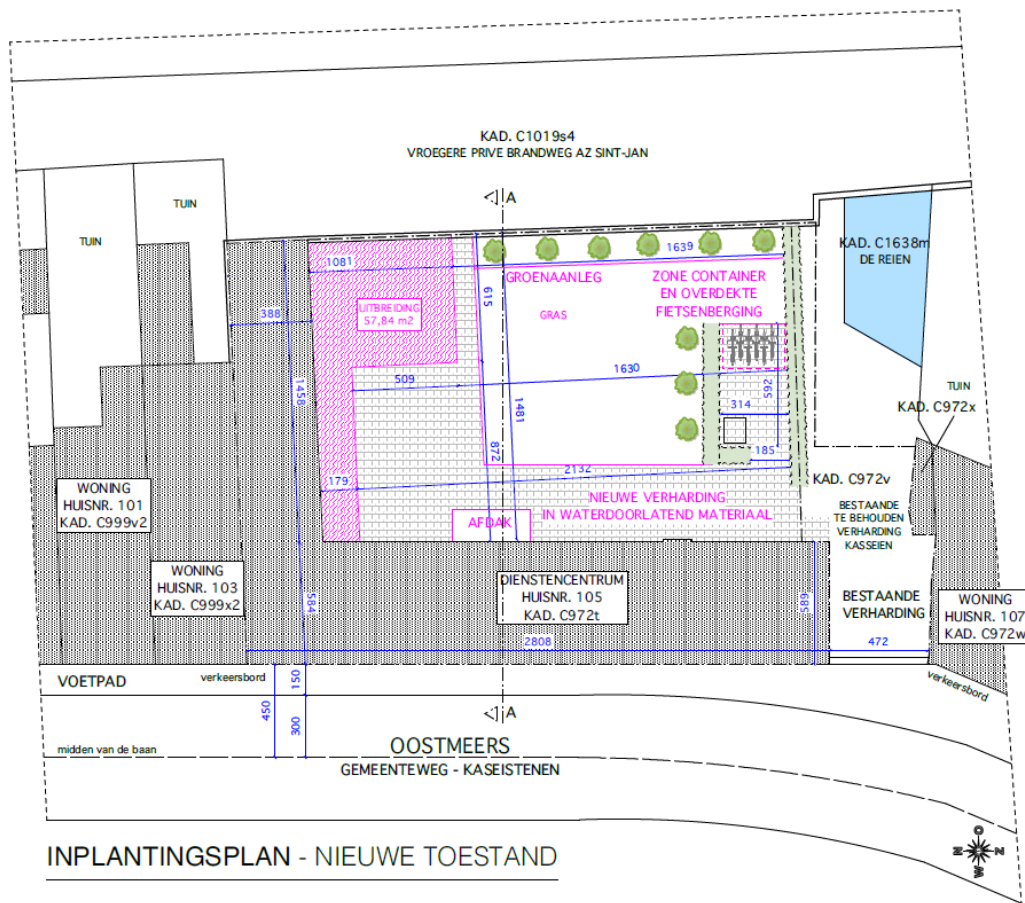 KAD. C1019s4
VROEGERE PRIVE BRANDWEG AZ SINT-JAN
A
TUIN
TUIN
KAD. C1638m
DE REIEN
1081
1639
GROENAANLEG
ZONE CONTAINER
EN OVERDEKTE
FIETSENBERGING
615
UITBREIDING
57,84 m2
GRAS
388
1630
509
592
1458
1481
314
TUIN
KAD. C972x
872
185
2132
179
KAD. C972v
WONING
HUISNR. 101
KAD. C999v2
NIEUWE VERHARDING
IN WATERDOORLATEND MATERIAAL
AFDAK
BESTAANDE
TE BEHOUDEN
VERHARDING
KASSEIEN
WONING
HUISNR. 103
KAD. C999x2
DIENSTENCENTRUM
HUISNR. 105
KAD. C972t
584
589
BESTAANDE
VERHARDING
WONING
HUISNR. 107
KAD. C972w
2808
472
VOETPAD
verkeersbord
150
verkeersbord
450
300
A
midden van de baan
OOSTMEERS
GEMEENTEWEG - KASEISTENEN
O
N
Z
W
INPLANTINGSPLAN - NIEUWE TOESTAND